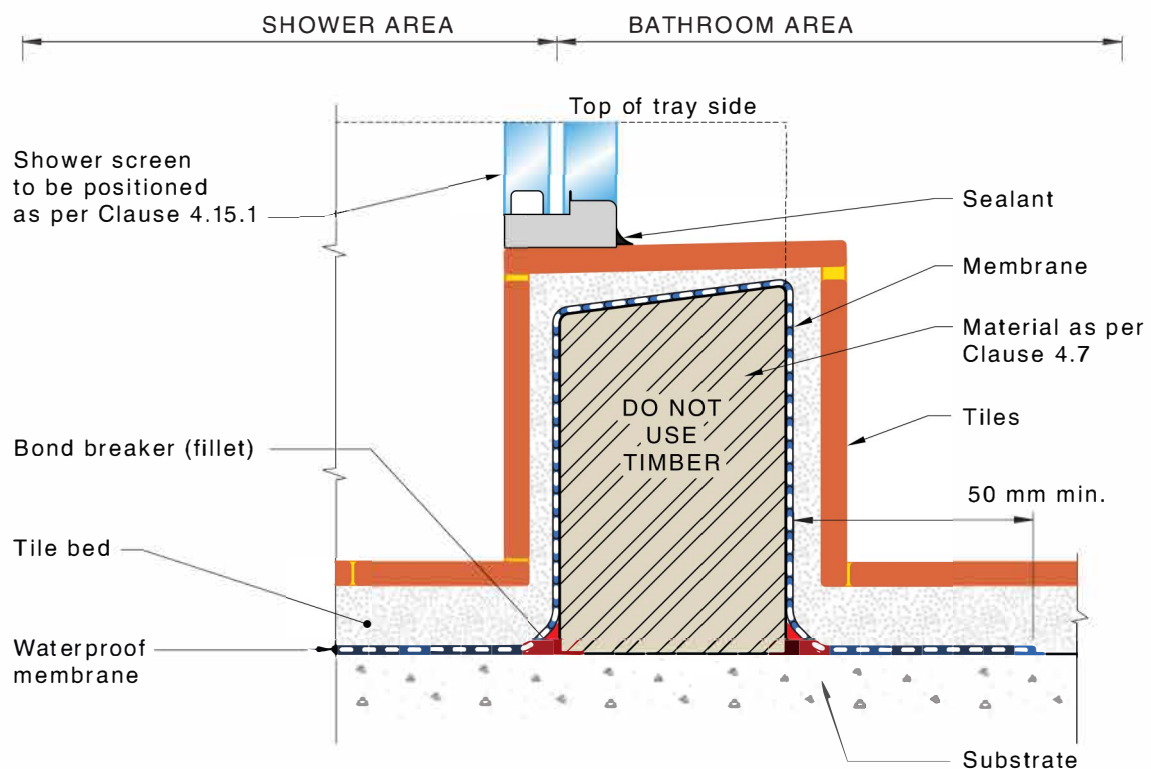 SHOWER AREA
BATHROOM AREA
Top of tray side
Shower screen
to be positioned
as per Clause 4.15.1
Sealant
Membrane
Material as per
Clause 4.7
DO NOT
USE
TIMBER
Tiles
Bond breaker (fillet)
50 mm min.
Tile bed
Waterproof
membrane
Substrate